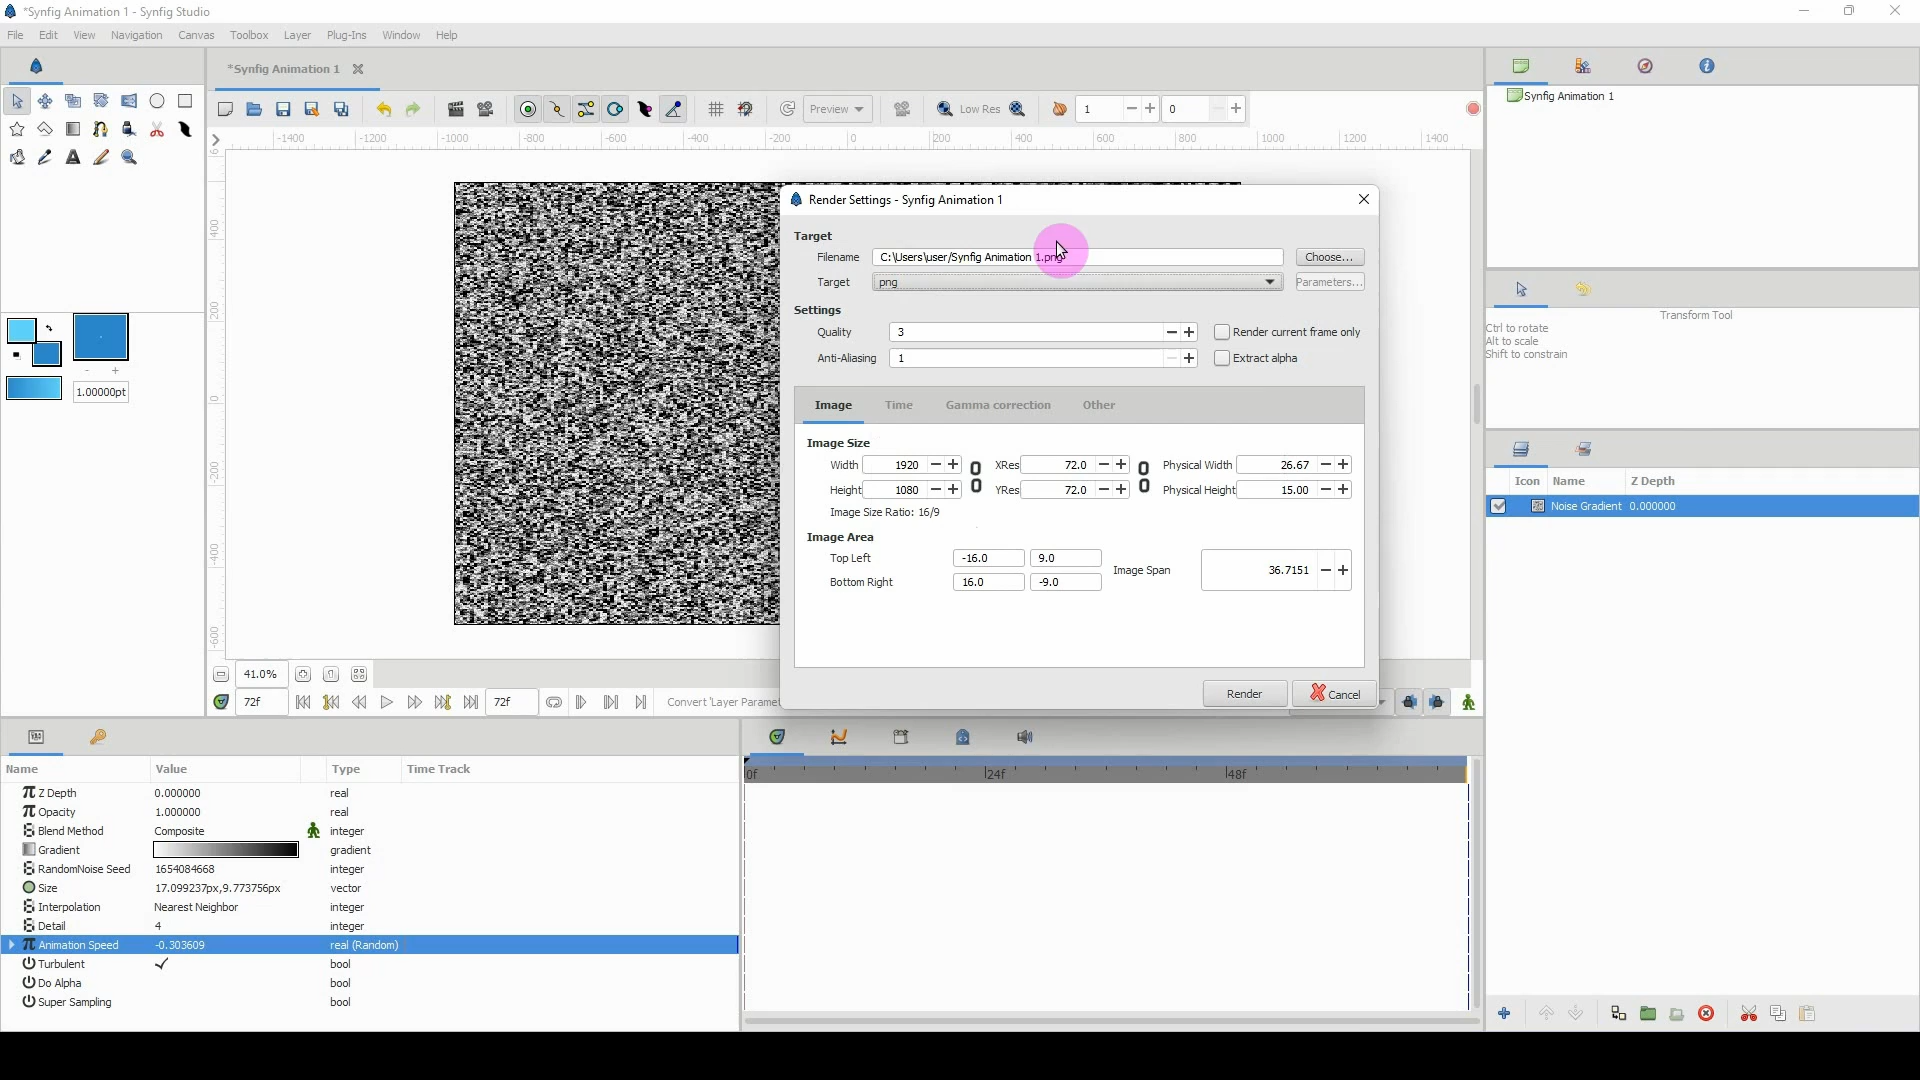 *Synfig Animation 1 - Synfig Studio
File Edit View Navigation Canvas Toolbox Layer Plug-Ins Window Help
*Synfig Animation 1
Preview Low Res 1 0
-1400 -1200 -1000 -800 -600 -400 -200 0 200 400 600 800 1000 1200 1400
400
200
0
-200
-400
-600
1.00000pt
Render Settings - Synfig Animation 1
Target
Filename C:\Users\user/Synfig Animation 1.png Choose...
Target png Parameters...
Settings
Quality 3 Render current frame only
Anti-Aliasing 1 Extract alpha
Image Time Gamma correction Other
Image Size
Width 1920 XRes 72.0 Physical Width 26.67
Height 1080 YRes 72.0 Physical Height 15.00
Image Size Ratio: 16/9
Image Area
Top Left -16.0 9.0
Image Span 36.7151
Bottom Right 16.0 -9.0
Render Cancel
41.0%
72f 72f Convert 'Layer Paramet
Synfig Animation 1
Transform Tool
Ctrl to rotate
Alt to scale
Shift to constrain
Icon Name Z Depth
Noise Gradient 0.000000
Name Value Type Time Track
Z Depth 0.000000 real
Opacity 1.000000 real
Blend Method Composite integer
Gradient gradient
RandomNoise Seed 1654084668 integer
Size 17.099237px,9.773756px vector
Interpolation Nearest Neighbor integer
Detail 4 integer
Animation Speed -0.303609 real (Random)
Turbulent bool
Do Alpha bool
Super Sampling bool
0f 24f 48f